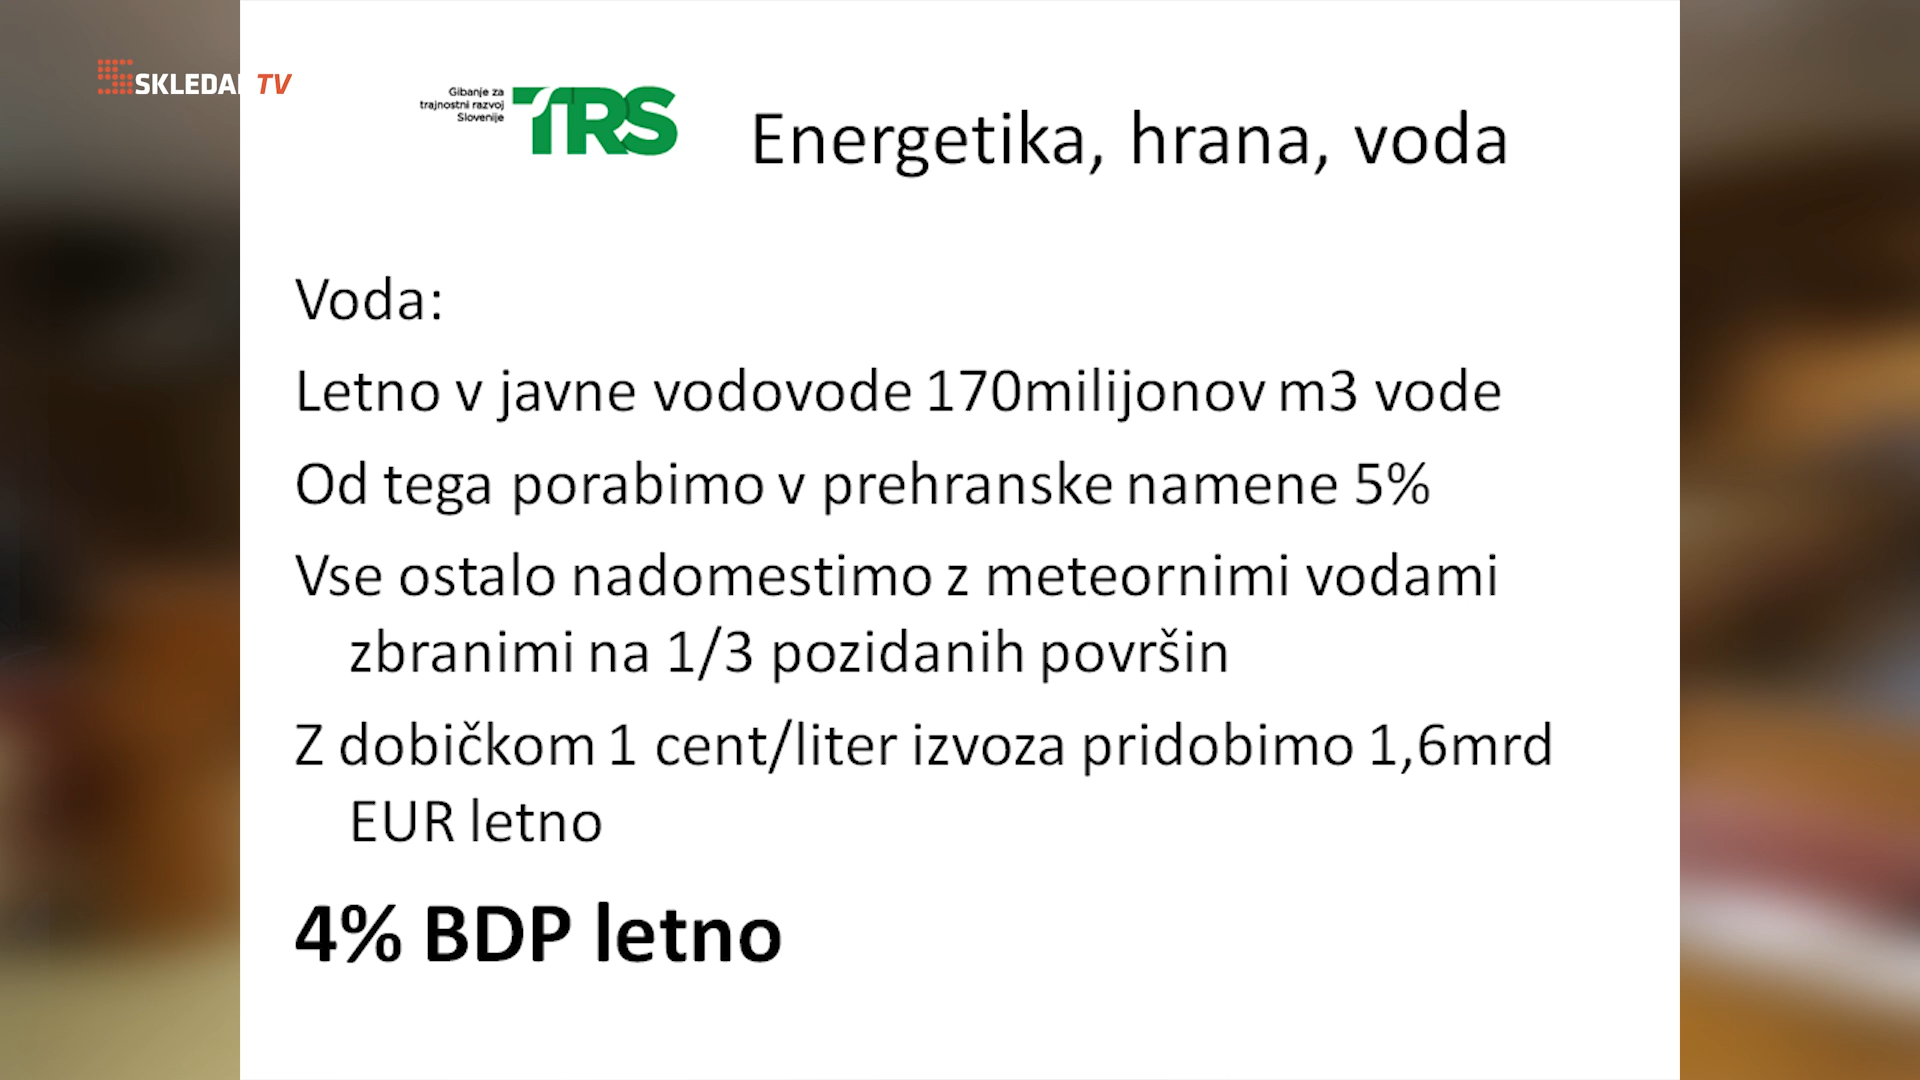 SKLEDAR TV
Gibanje za
trajnostni razvoj
Slovenije
TRS
Energetika, hrana, voda
Voda:
Letno v javne vodovode 170milijonov m3 vode
Od tega porabimo v prehranske namene 5%
Vse ostalo nadomestimo z meteornimi vodami
zbranimi na 1/3 pozidanih površin
Z dobičkom 1 cent/liter izvoza pridobimo 1,6mrd
EUR letno
4% BDP letno